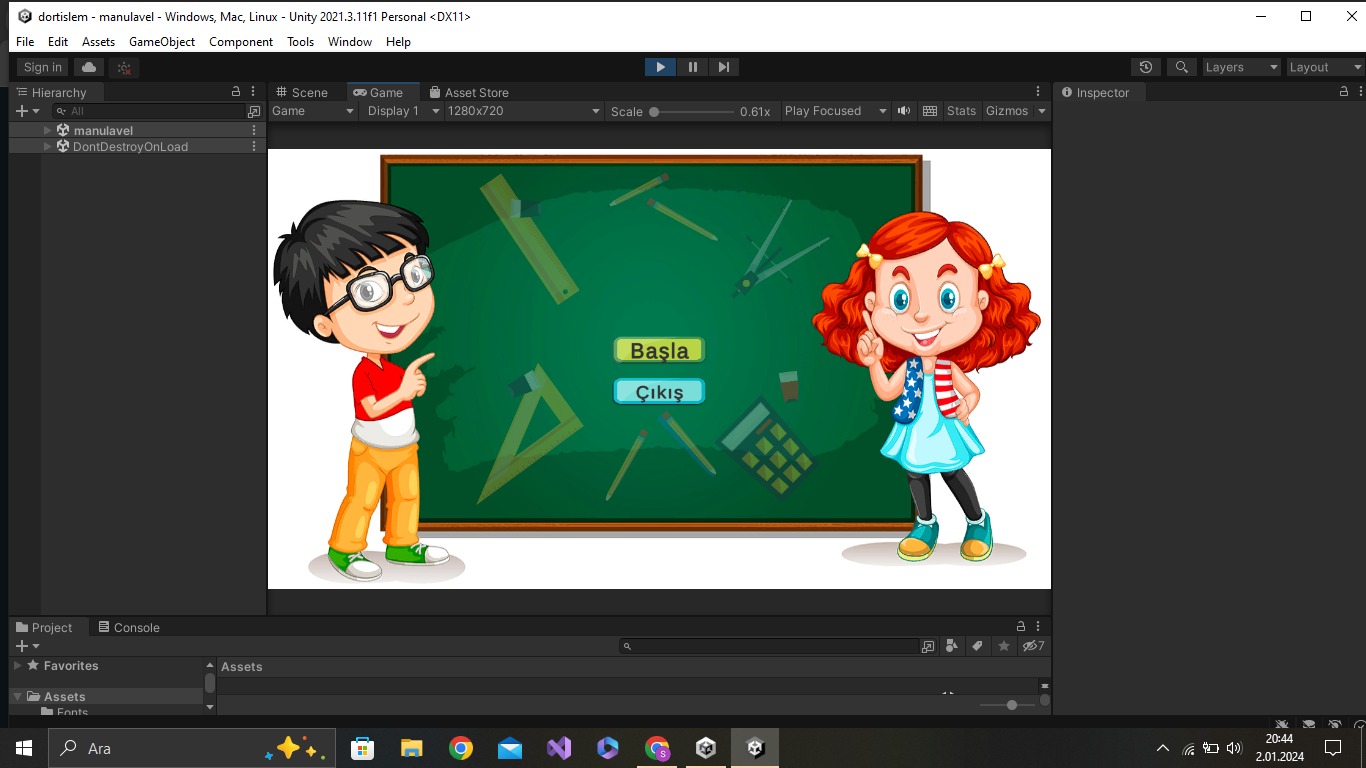 dortislem - manulavel - Windows, Mac, Linux - Unity 2021.3.11f1 Personal <DX11>
File Edit Assets GameObject Component Tools Window Help
Sign in Layers Layout
Hierarchy Scene Game Asset Store Inspector
All Game Display 1 1280x720 Scale 0.61x Play Focused Stats Gizmos
manulavel
DontDestroyOnLoad
Başla
Çıkış
Project Console
7
Favorites Assets
Assets
Fonts
Ara
S
20:44
2.01.2024